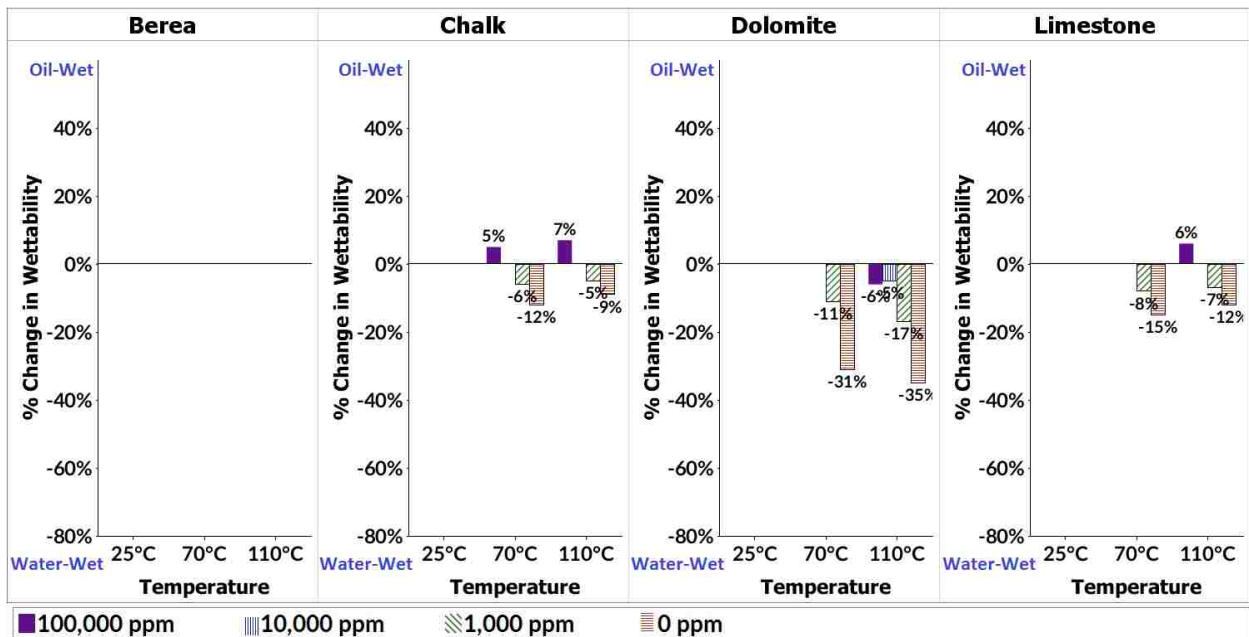 Berea
Chalk
Dolomite
Limestone
Oil-Wet
40%
20%
0%
-20%
-40%
-60%
-80%
Water-Wet
% Change in Wettability
25°C 70°C 110°C
Temperature
Oil-Wet
40%
20%
0%
-20%
-40%
-60%
-80%
Water-Wet
% Change in Wettability
5%
-6%
-12%
7%
-5%
-9%
25°C 70°C 110°C
Temperature
Oil-Wet
40%
20%
0%
-20%
-40%
-60%
-80%
Water-Wet
% Change in Wettability
-11%
-31%
-6%
-5%
-17%
-35%
25°C 70°C 110°C
Temperature
Oil-Wet
40%
20%
0%
-20%
-40%
-60%
-80%
Water-Wet
% Change in Wettability
-8%
-15%
6%
-7%
-12%
25°C 70°C 110°C
Temperature
100,000 ppm 10,000 ppm 1,000 ppm 0 ppm